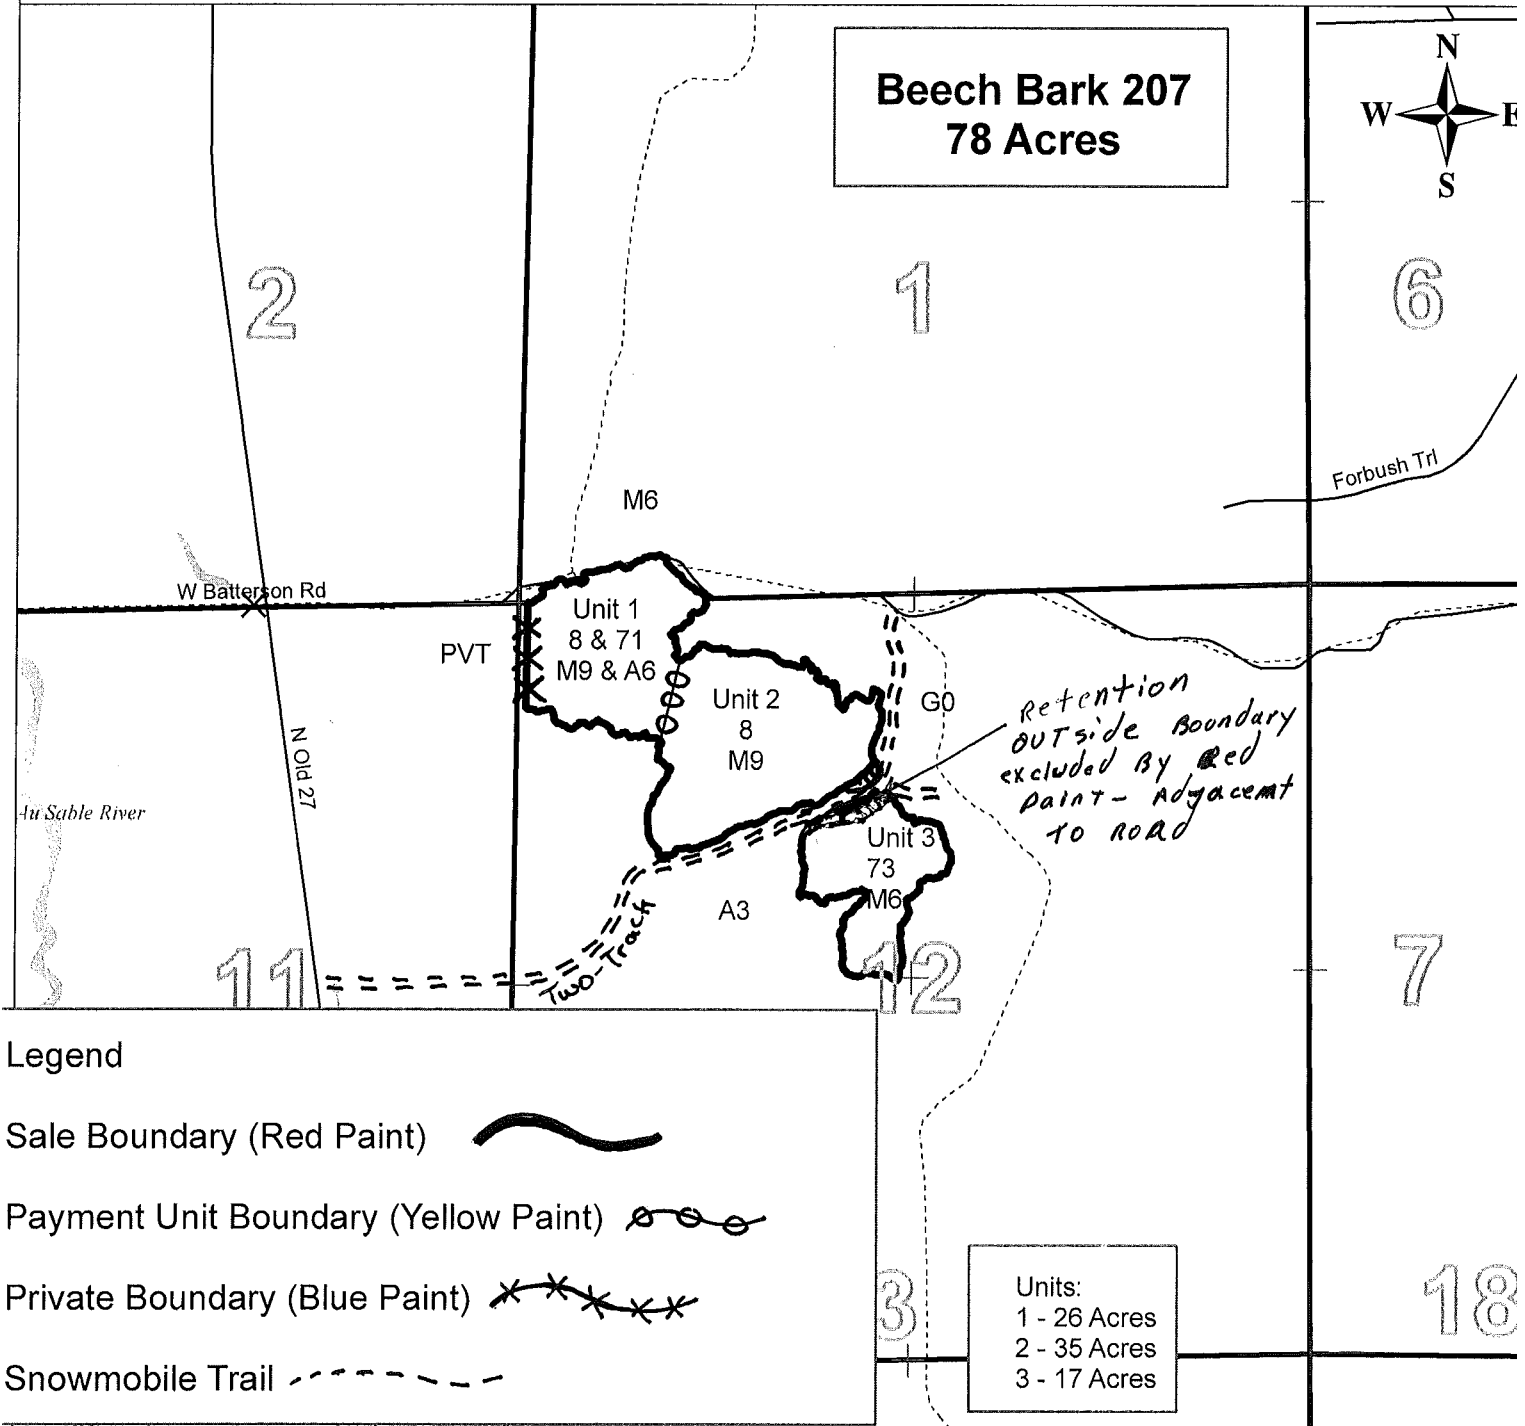 Beech Bark 207
78 Acres
N
W
E
S
2
1
6
Forbush Trl
M6
W Batterson Rd
Unit 1
8 & 71
M9 & A6
PVT
Unit 2
8
M9
G0
Retention
OUTside Boundary
excluded By Red
paint - Adjacent
TO ROAD
N Old 27
Au Sable River
Unit 3
73
M6
A3
Two-Track
11
12
7
Legend
Sale Boundary (Red Paint)
Payment Unit Boundary (Yellow Paint)
Private Boundary (Blue Paint)
Snowmobile Trail
3
18
Units:
1 - 26 Acres
2 - 35 Acres
3 - 17 Acres